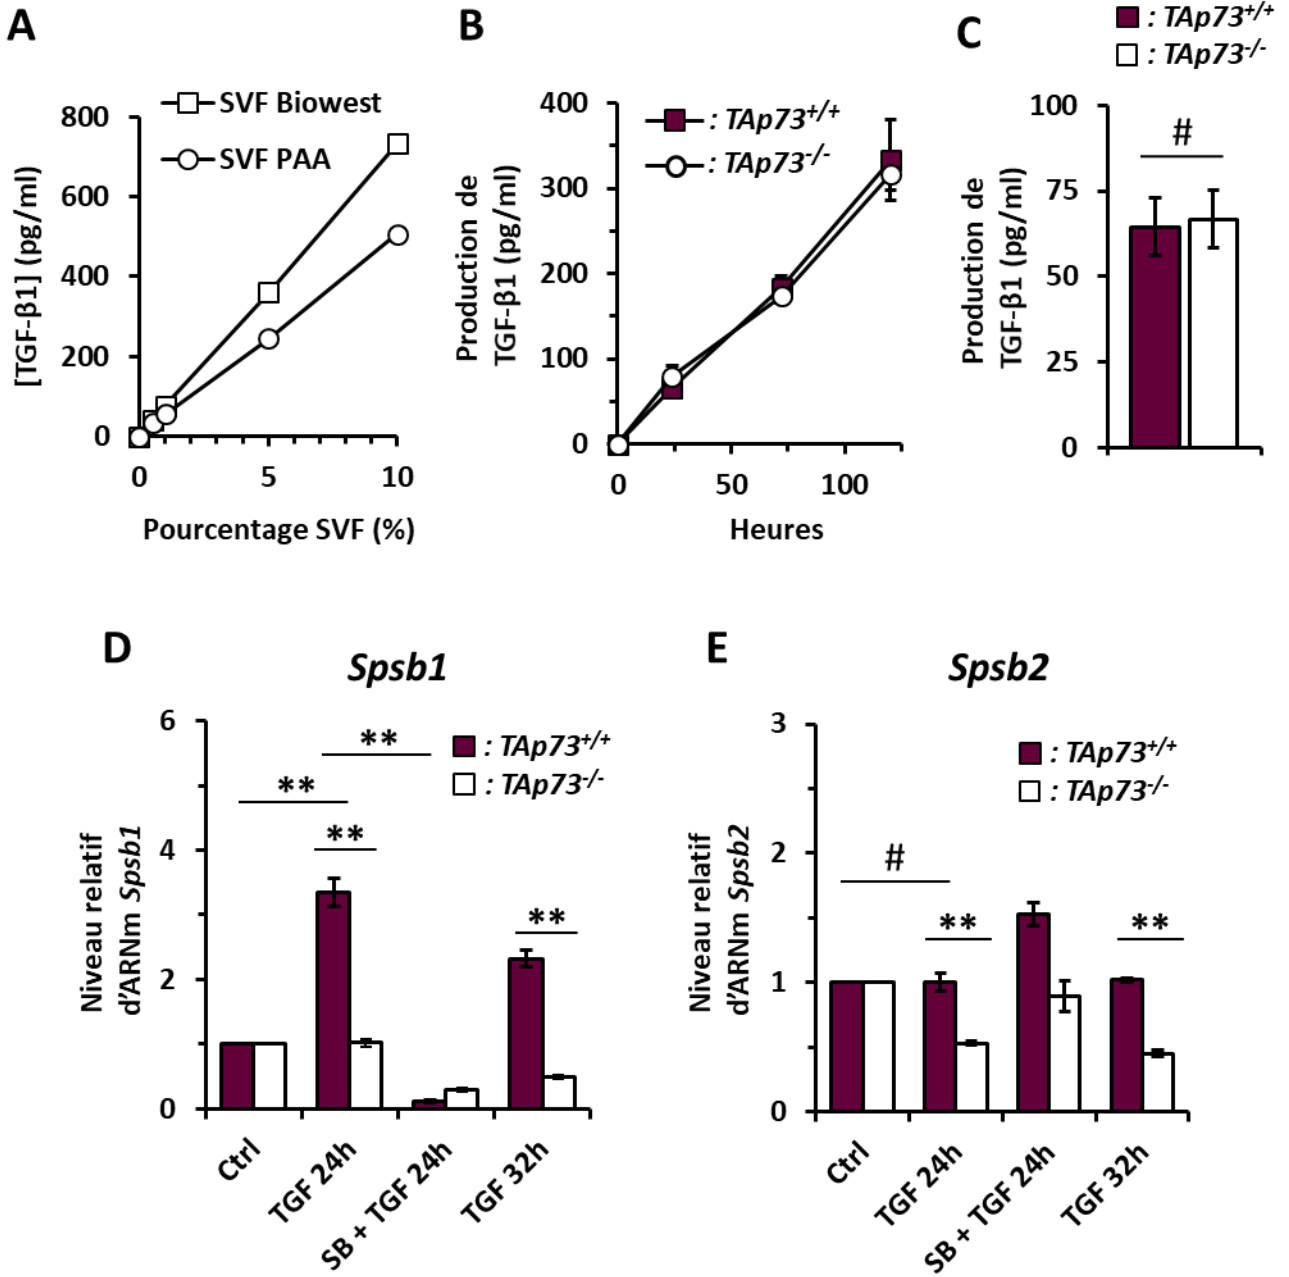 A
SVF Biowest
SVF PAA
[TGF-β1] (pg/ml)
800
600
400
200
0
0 5 10
Pourcentage SVF (%)
B
: TAp73+/+
: TAp73-/-
Production de
TGF-β1 (pg/ml)
400
300
200
100
0
0 50 100
Heures
C
: TAp73+/+
: TAp73-/-
Production de
TGF-β1 (pg/ml)
100
75
50
25
0
#
D
Spsb1
: TAp73+/+
: TAp73-/-
Niveau relatif
d'ARNm Spsb1
6
4
2
0
**
**
**
**
Ctrl
TGF 24h
SB + TGF 24h
TGF 32h
E
Spsb2
: TAp73+/+
: TAp73-/-
Niveau relatif
d'ARNm Spsb2
3
2
1
0
#
**
**
Ctrl
TGF 24h
SB + TGF 24h
TGF 32h